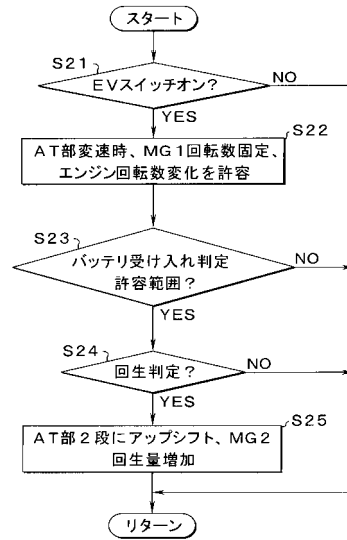 スタート
S21
EVスイッチオン?
NO
YES
S22
AT部変速時、MG1回転数固定、
エンジン回転数変化を許容
S23
バッテリ受け入れ判定
許容範囲?
NO
YES
S24
回生判定?
NO
YES
S25
AT部2段にアップシフト、MG2
回生量増加
リターン